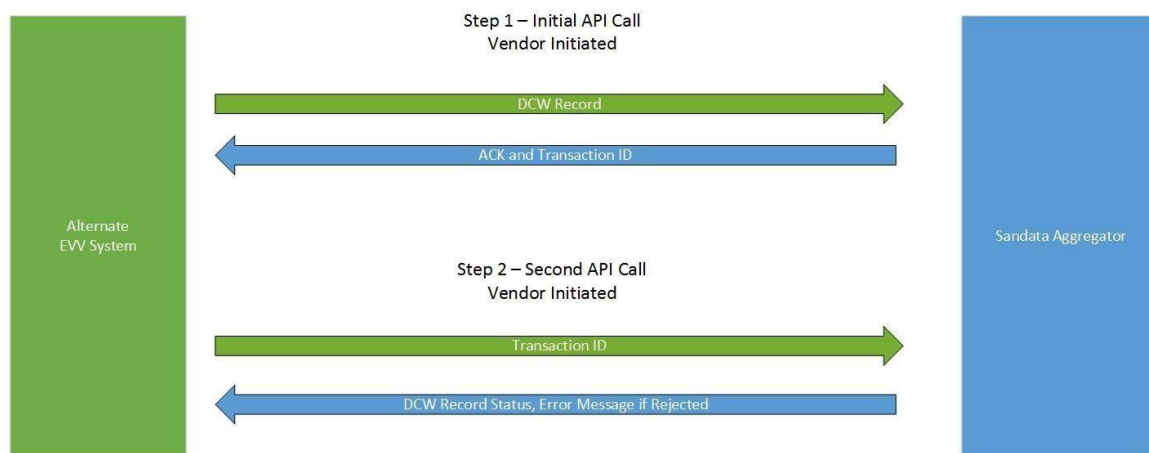 Step 1 – Initial API Call
Vendor Initiated
DCW Record
ACK and Transaction ID
Alternate
EVV System
Sandata Aggregator
Step 2 – Second API Call
Vendor Initiated
Transaction ID
DCW Record Status, Error Message if Rejected